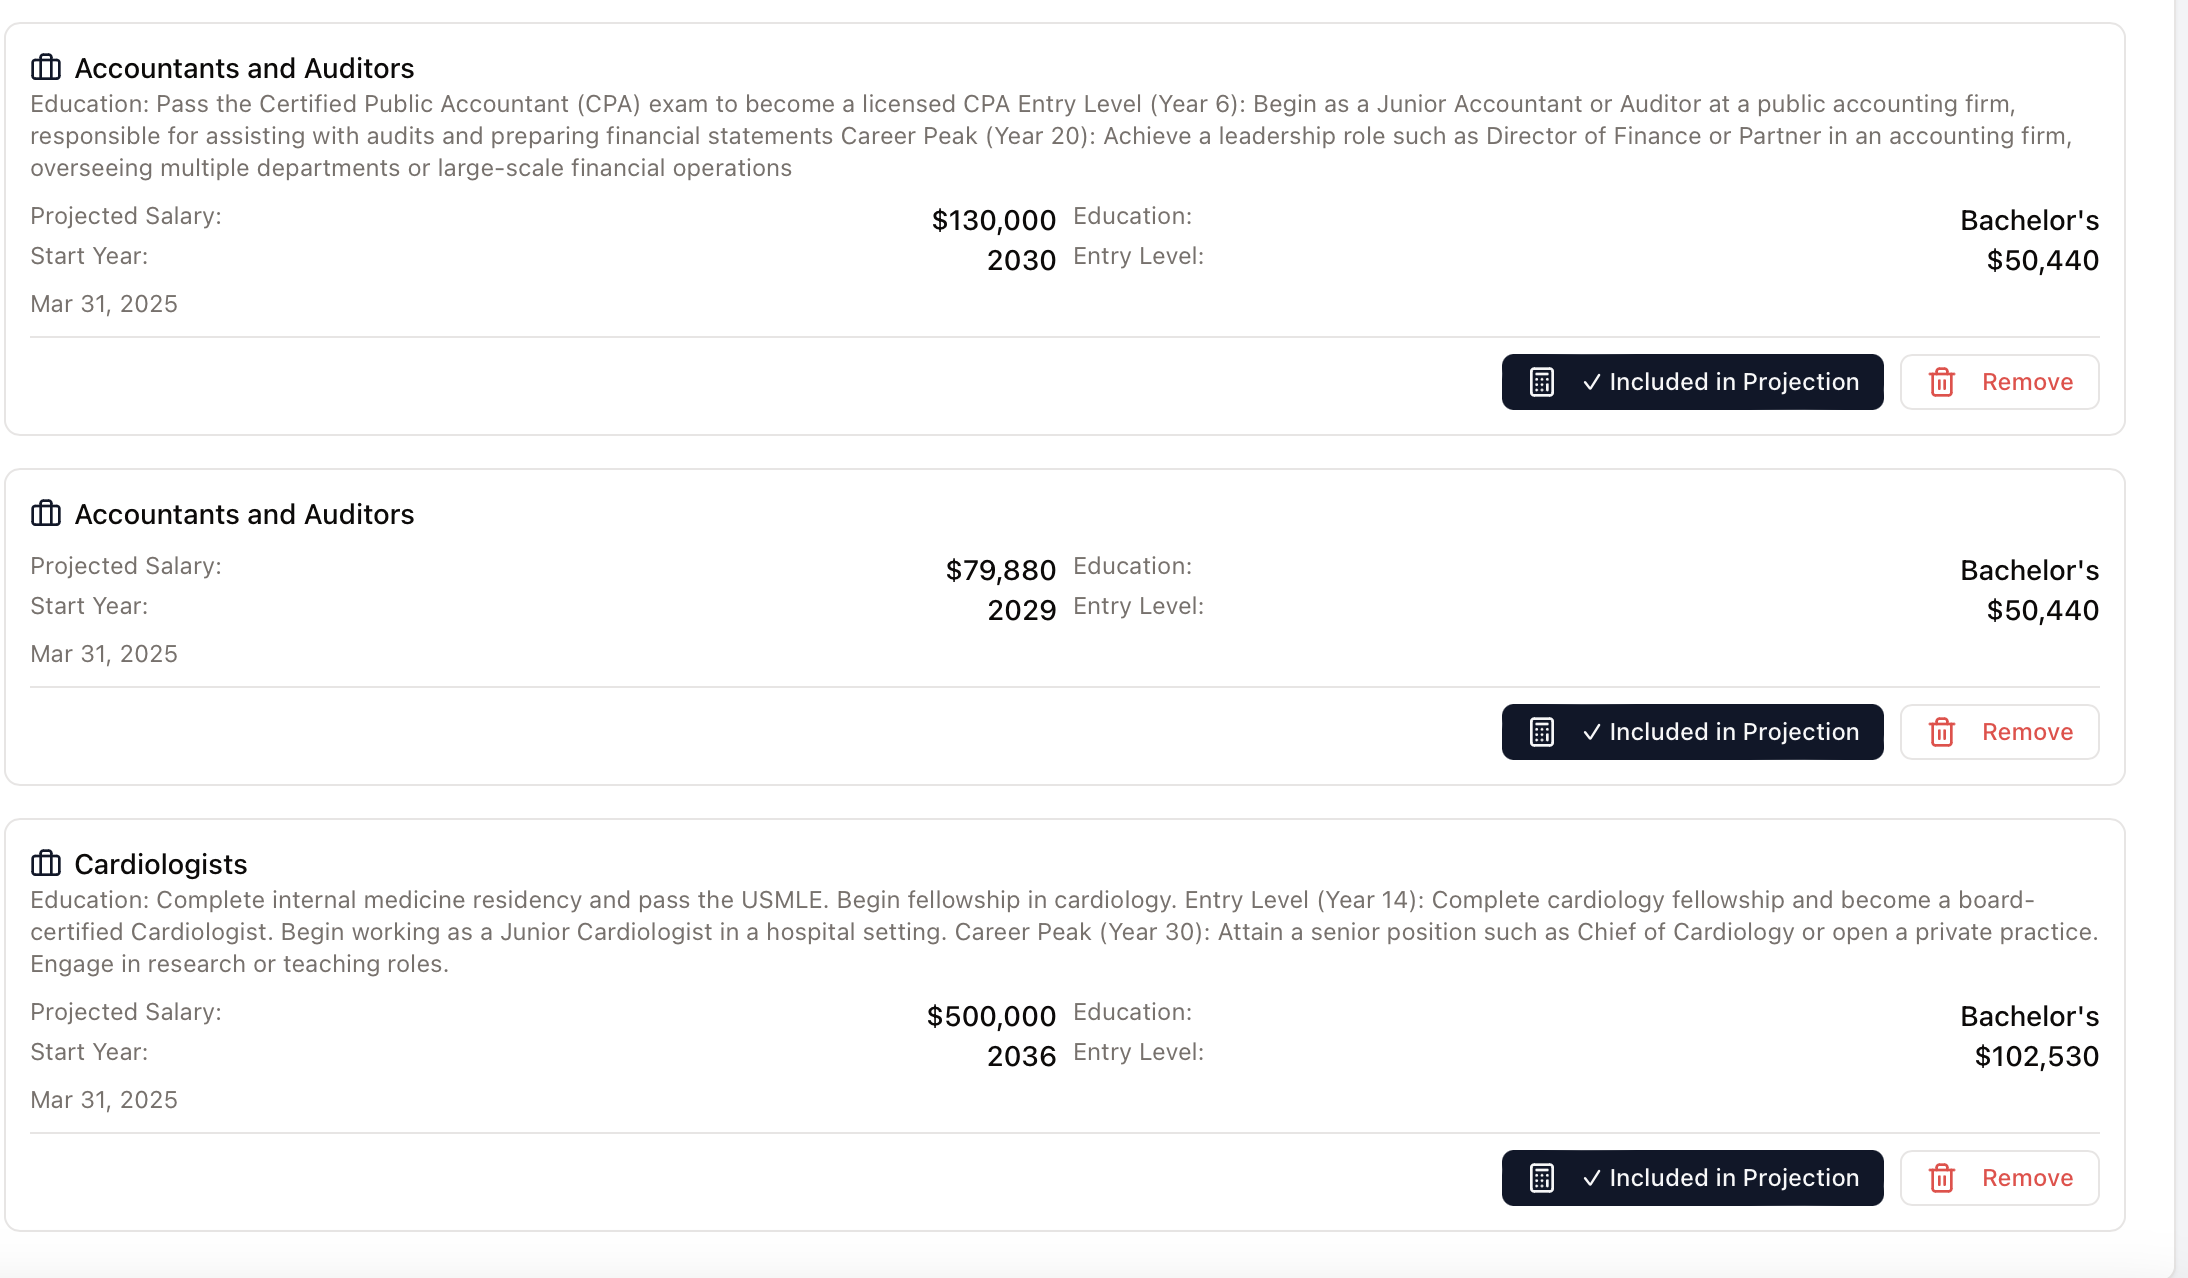 Accountants and Auditors
Education: Pass the Certified Public Accountant (CPA) exam to become a licensed CPA Entry Level (Year 6): Begin as a Junior Accountant or Auditor at a public accounting firm,
responsible for assisting with audits and preparing financial statements Career Peak (Year 20): Achieve a leadership role such as Director of Finance or Partner in an accounting firm,
overseeing multiple departments or large-scale financial operations
Projected Salary: $130,000 Education: Bachelor's
Start Year: 2030 Entry Level: $50,440
Mar 31, 2025
✓ Included in Projection Remove
Accountants and Auditors
Projected Salary: $79,880 Education: Bachelor's
Start Year: 2029 Entry Level: $50,440
Mar 31, 2025
✓ Included in Projection Remove
Cardiologists
Education: Complete internal medicine residency and pass the USMLE. Begin fellowship in cardiology. Entry Level (Year 14): Complete cardiology fellowship and become a board-
certified Cardiologist. Begin working as a Junior Cardiologist in a hospital setting. Career Peak (Year 30): Attain a senior position such as Chief of Cardiology or open a private practice.
Engage in research or teaching roles.
Projected Salary: $500,000 Education: Bachelor's
Start Year: 2036 Entry Level: $102,530
Mar 31, 2025
✓ Included in Projection Remove